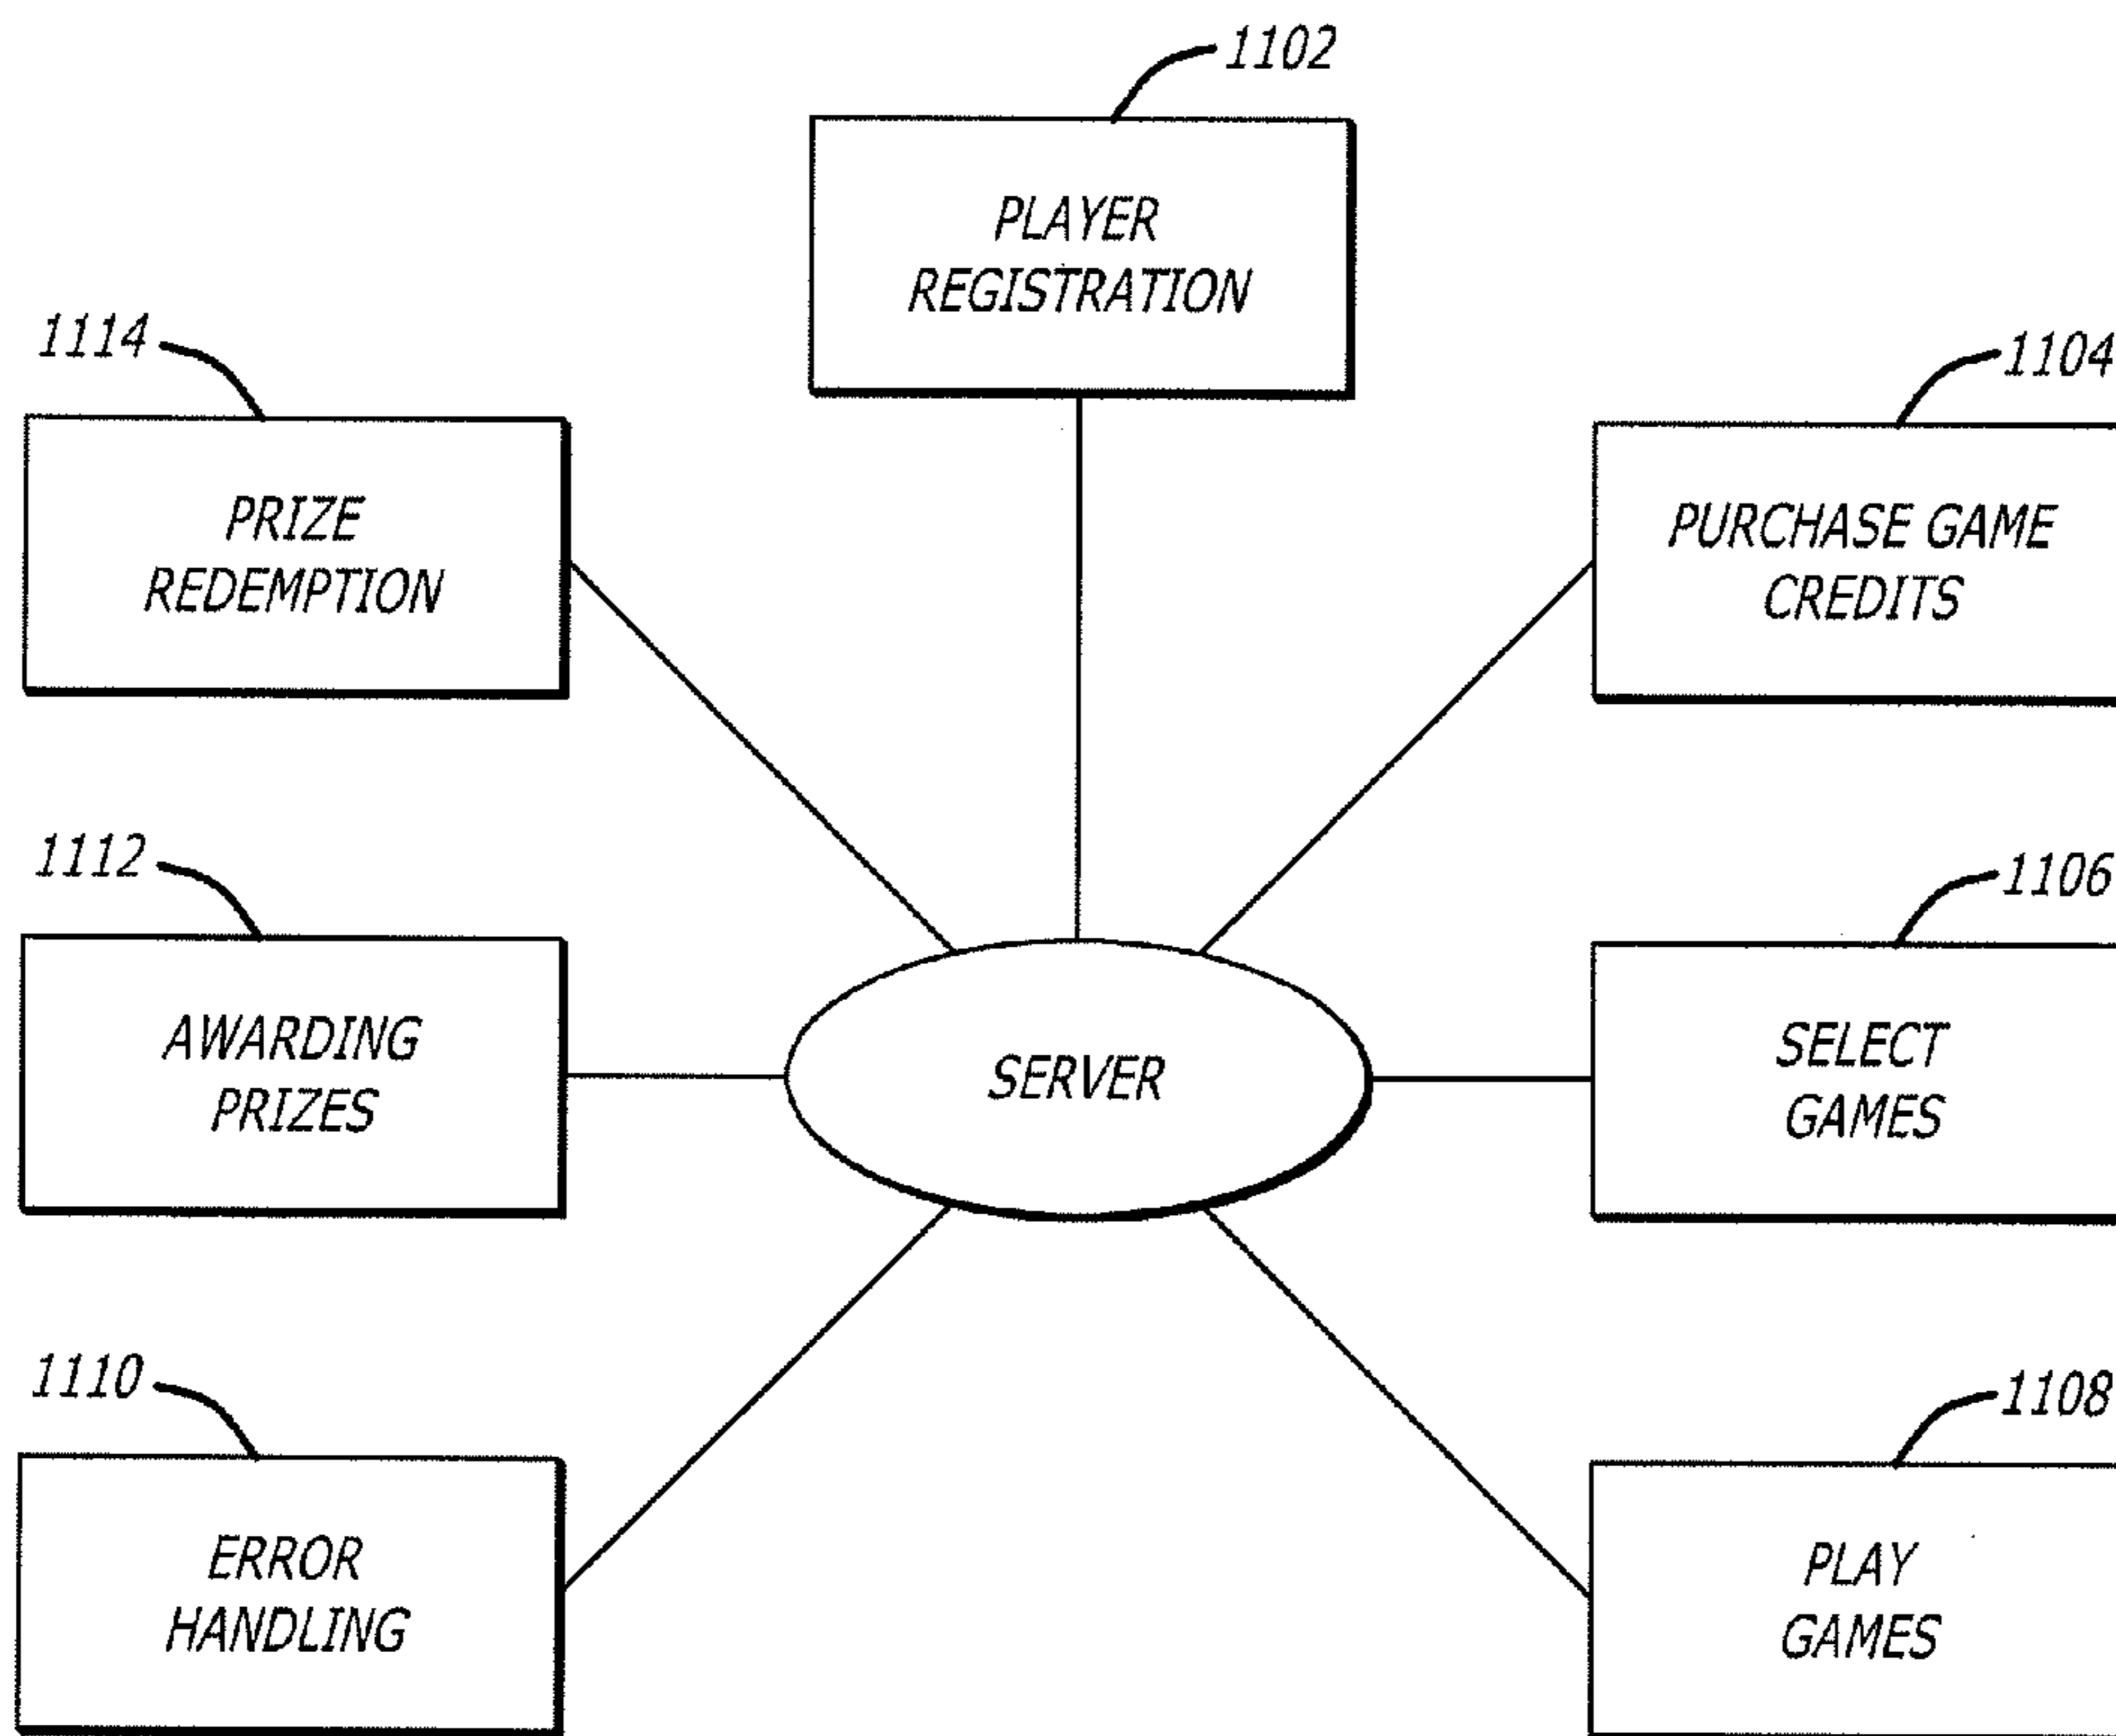 1102
PLAYER
REGISTRATION
1114
PRIZE
REDEMPTION
1104
PURCHASE GAME
CREDITS
1112
AWARDING
PRIZES
SERVER
1106
SELECT
GAMES
1110
ERROR
HANDLING
1108
PLAY
GAMES